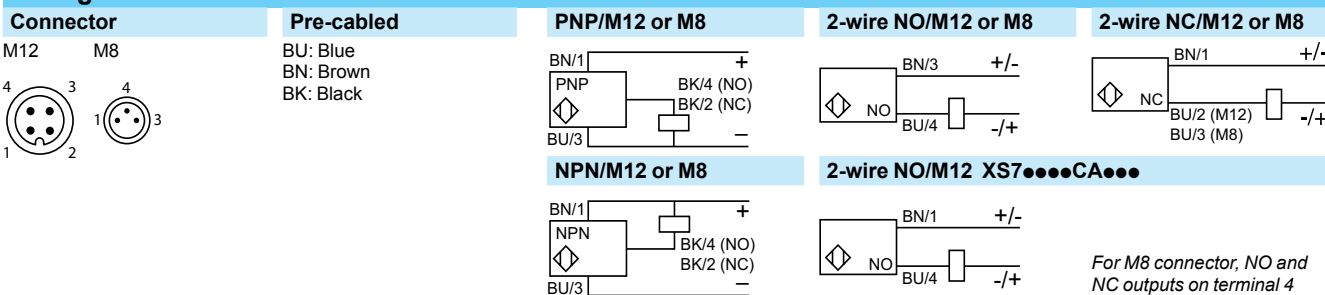 Connector
M12 M8
4 3
1 2
4
1 3
Pre-cabled
BU: Blue
BN: Brown
BK: Black
PNP/M12 or M8
BN/1 +
PNP
BK/4 (NO)
BK/2 (NC)
BU/3 –
NPN/M12 or M8
BN/1 +
NPN
BK/4 (NO)
BK/2 (NC)
BU/3 –
2-wire NO/M12 or M8
BN/3 +/-
NO
BU/4 -/+
2-wire NO/M12 XS7●●●●CA●●●
BN/1 +/-
NO
BU/4 -/+
2-wire NC/M12 or M8
BN/1 +/-
NC
BU/2 (M12) -/+
BU/3 (M8)
For M8 connector, NO and
NC outputs on terminal 4